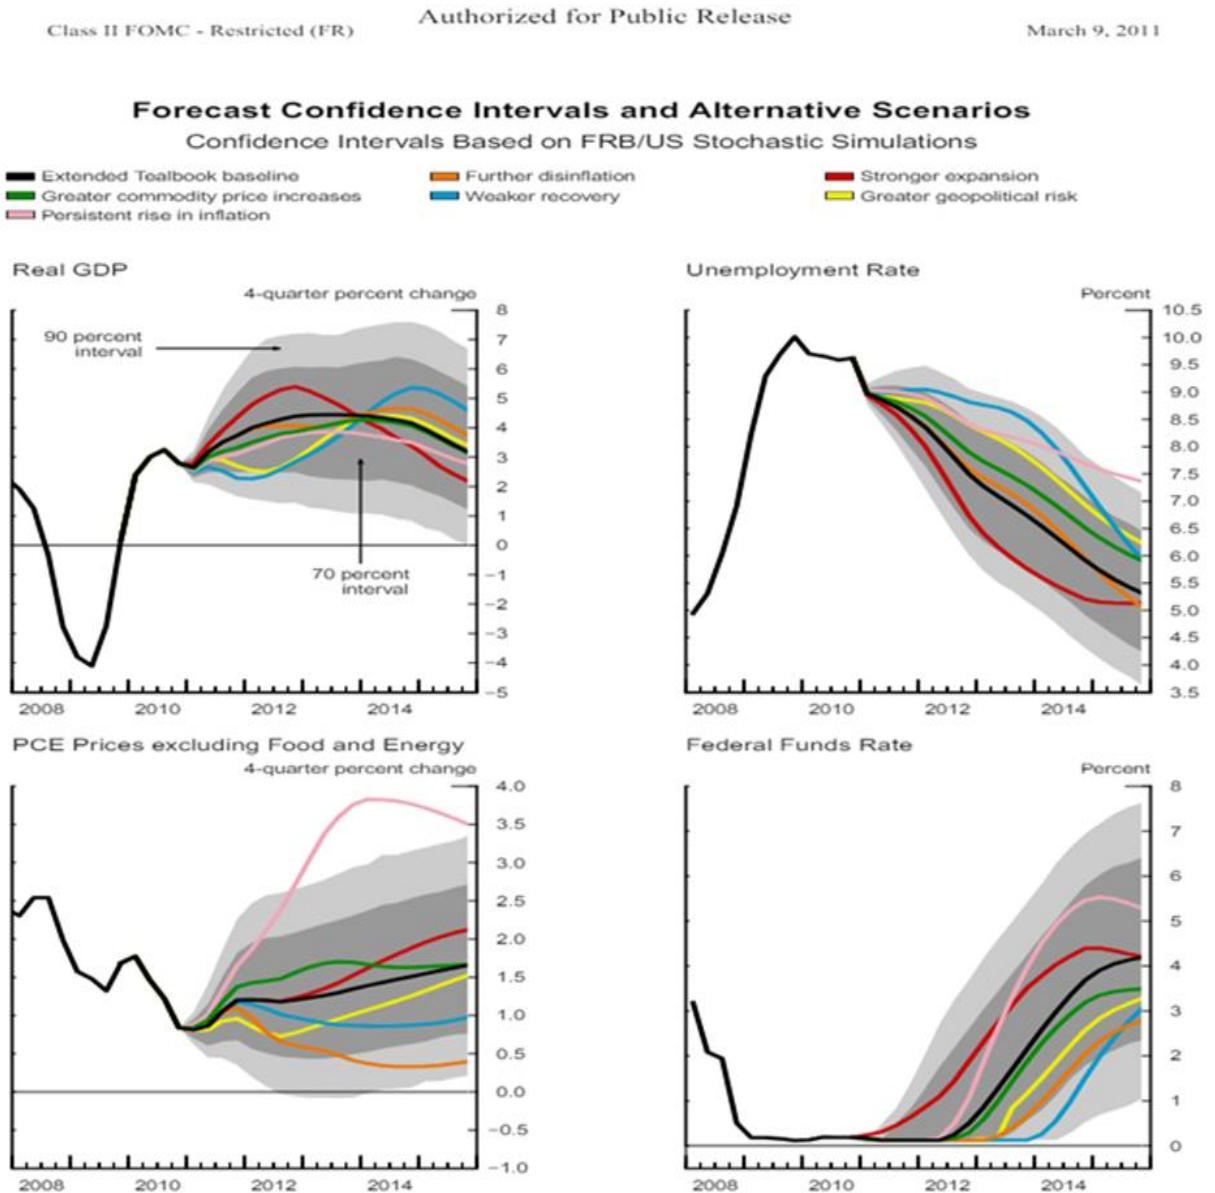 Class II FOMC - Restricted (FR)
Authorized for Public Release
March 9, 2011
Forecast Confidence Intervals and Alternative Scenarios
Confidence Intervals Based on FRB/US Stochastic Simulations
Extended Tealbook baseline
Greater commodity price increases
Persistent rise in inflation
Further disinflation
Weaker recovery
Stronger expansion
Greater geopolitical risk
Real GDP
4-quarter percent change
90 percent
interval
70 percent
interval
8
7
6
5
4
3
2
1
0
−1
−2
−3
−4
−5
2008 2010 2012 2014
Unemployment Rate
Percent
10.5
10.0
9.5
9.0
8.5
8.0
7.5
7.0
6.5
6.0
5.5
5.0
4.5
4.0
3.5
2008 2010 2012 2014
PCE Prices excluding Food and Energy
4-quarter percent change
4.0
3.5
3.0
2.5
2.0
1.5
1.0
0.5
0.0
−0.5
−1.0
2008 2010 2012 2014
Federal Funds Rate
Percent
8
7
6
5
4
3
2
1
0
2008 2010 2012 2014